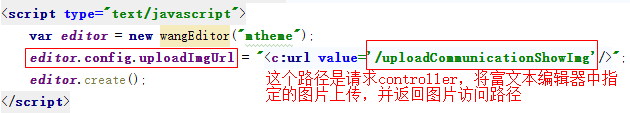 <script type="text/javascript">
var editor = new wangEditor("mtheme");
editor.config.uploadImgUrl = "<c:url value='/uploadCommunicationShowImg'/>";
editor.create();
这个路径是请求controller，将富文本编辑器中指
定的图片上传，并返回图片访问路径
</script>